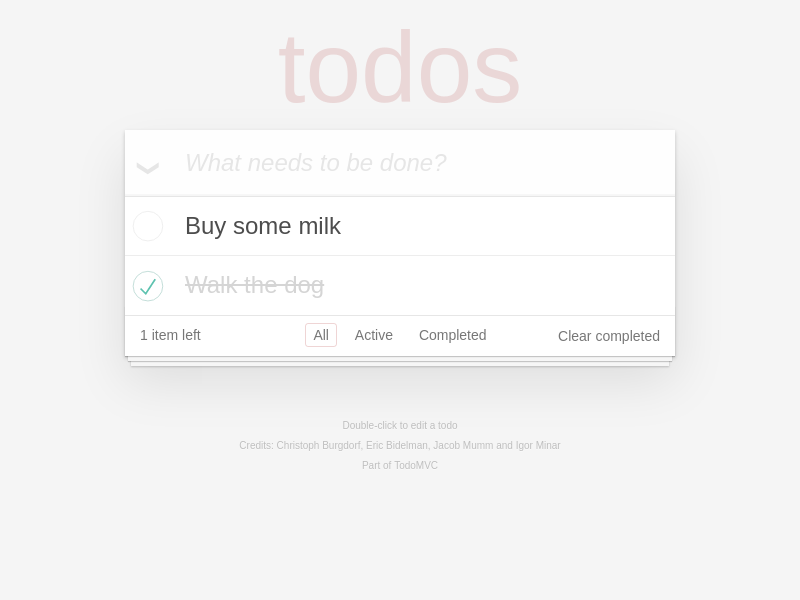 todos
What needs to be done?
Buy some milk
Walk the dog
1 item left All Active Completed Clear completed
Double-click to edit a todo
Credits: Christoph Burgdorf, Eric Bidelman, Jacob Mumm and Igor Minar
Part of TodoMVC